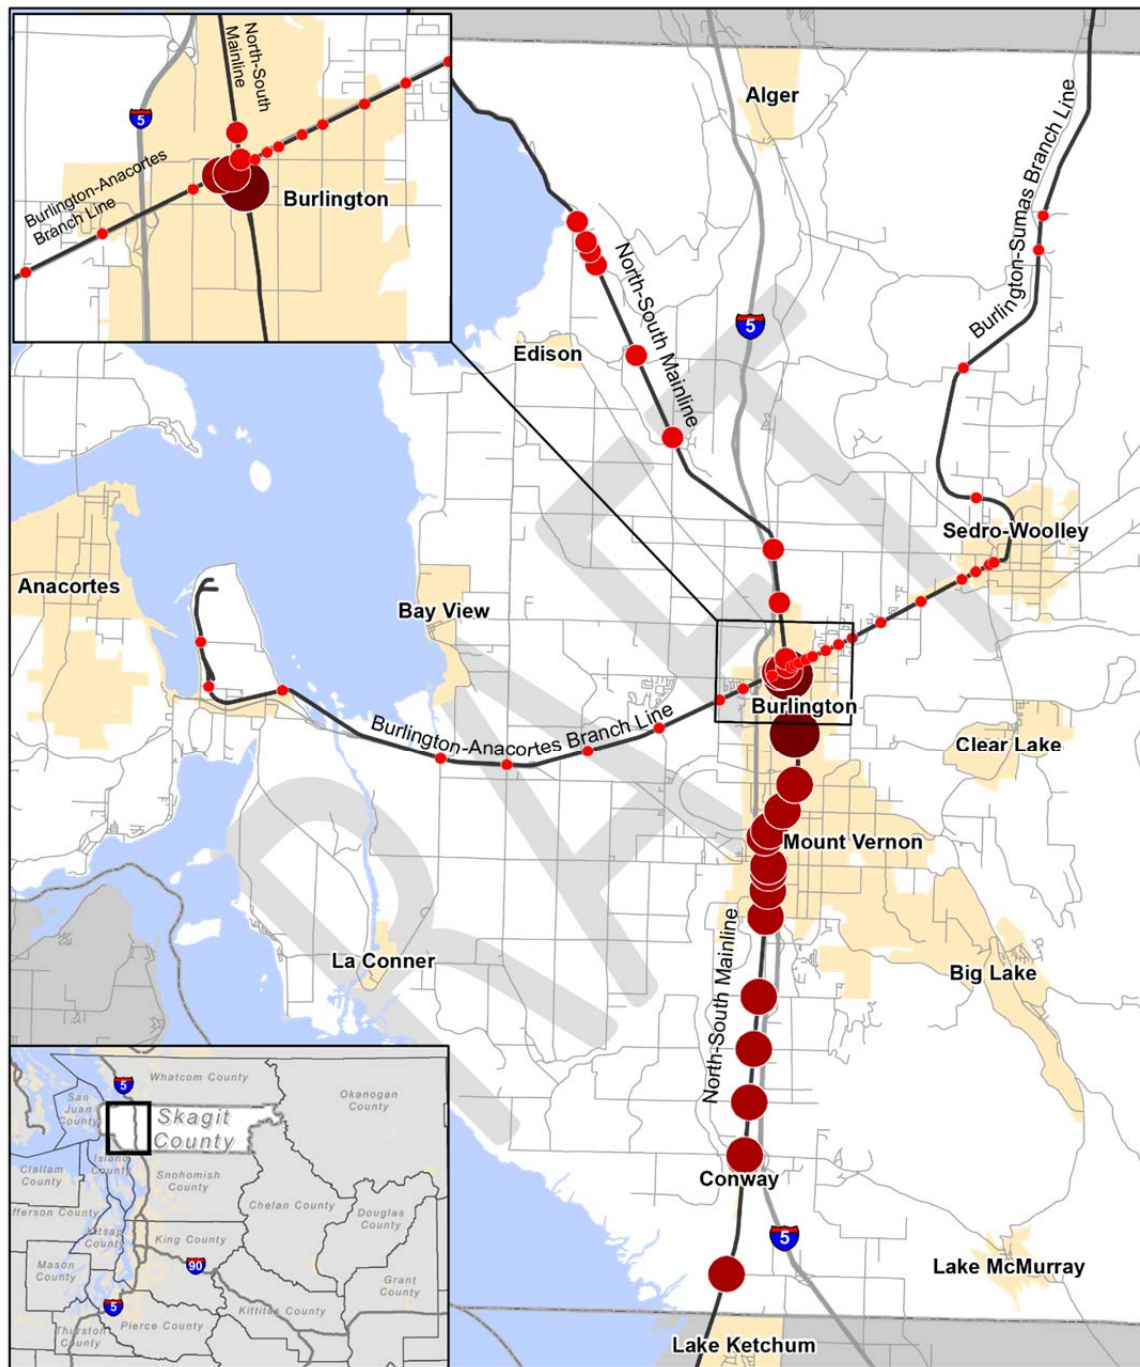 North-South
Mainline
5
Burlington-Anacortes
Branch Line
Burlington
Alger
Burlington-Sumas Branch Line
North-South Mainline
5
Edison
Sedro-Woolley
Anacortes
Bay View
Burlington
Burlington-Anacortes Branch Line
Clear Lake
Mount Vernon
La Conner
North-South Mainline
Big Lake
Conway
5
Lake McMurray
Lake Ketchum
DRAFT
5
Whatcom County
San
Juan
County
Skagit
County
Okanogan
County
Island
County
Clallam
County
Snohomish
County
Chelan County
Douglas
County
fferson County
Kitsap
County
King County
90
Mason
County
Grant
County
Kittitas County
5
Pierce County
Thurston
County